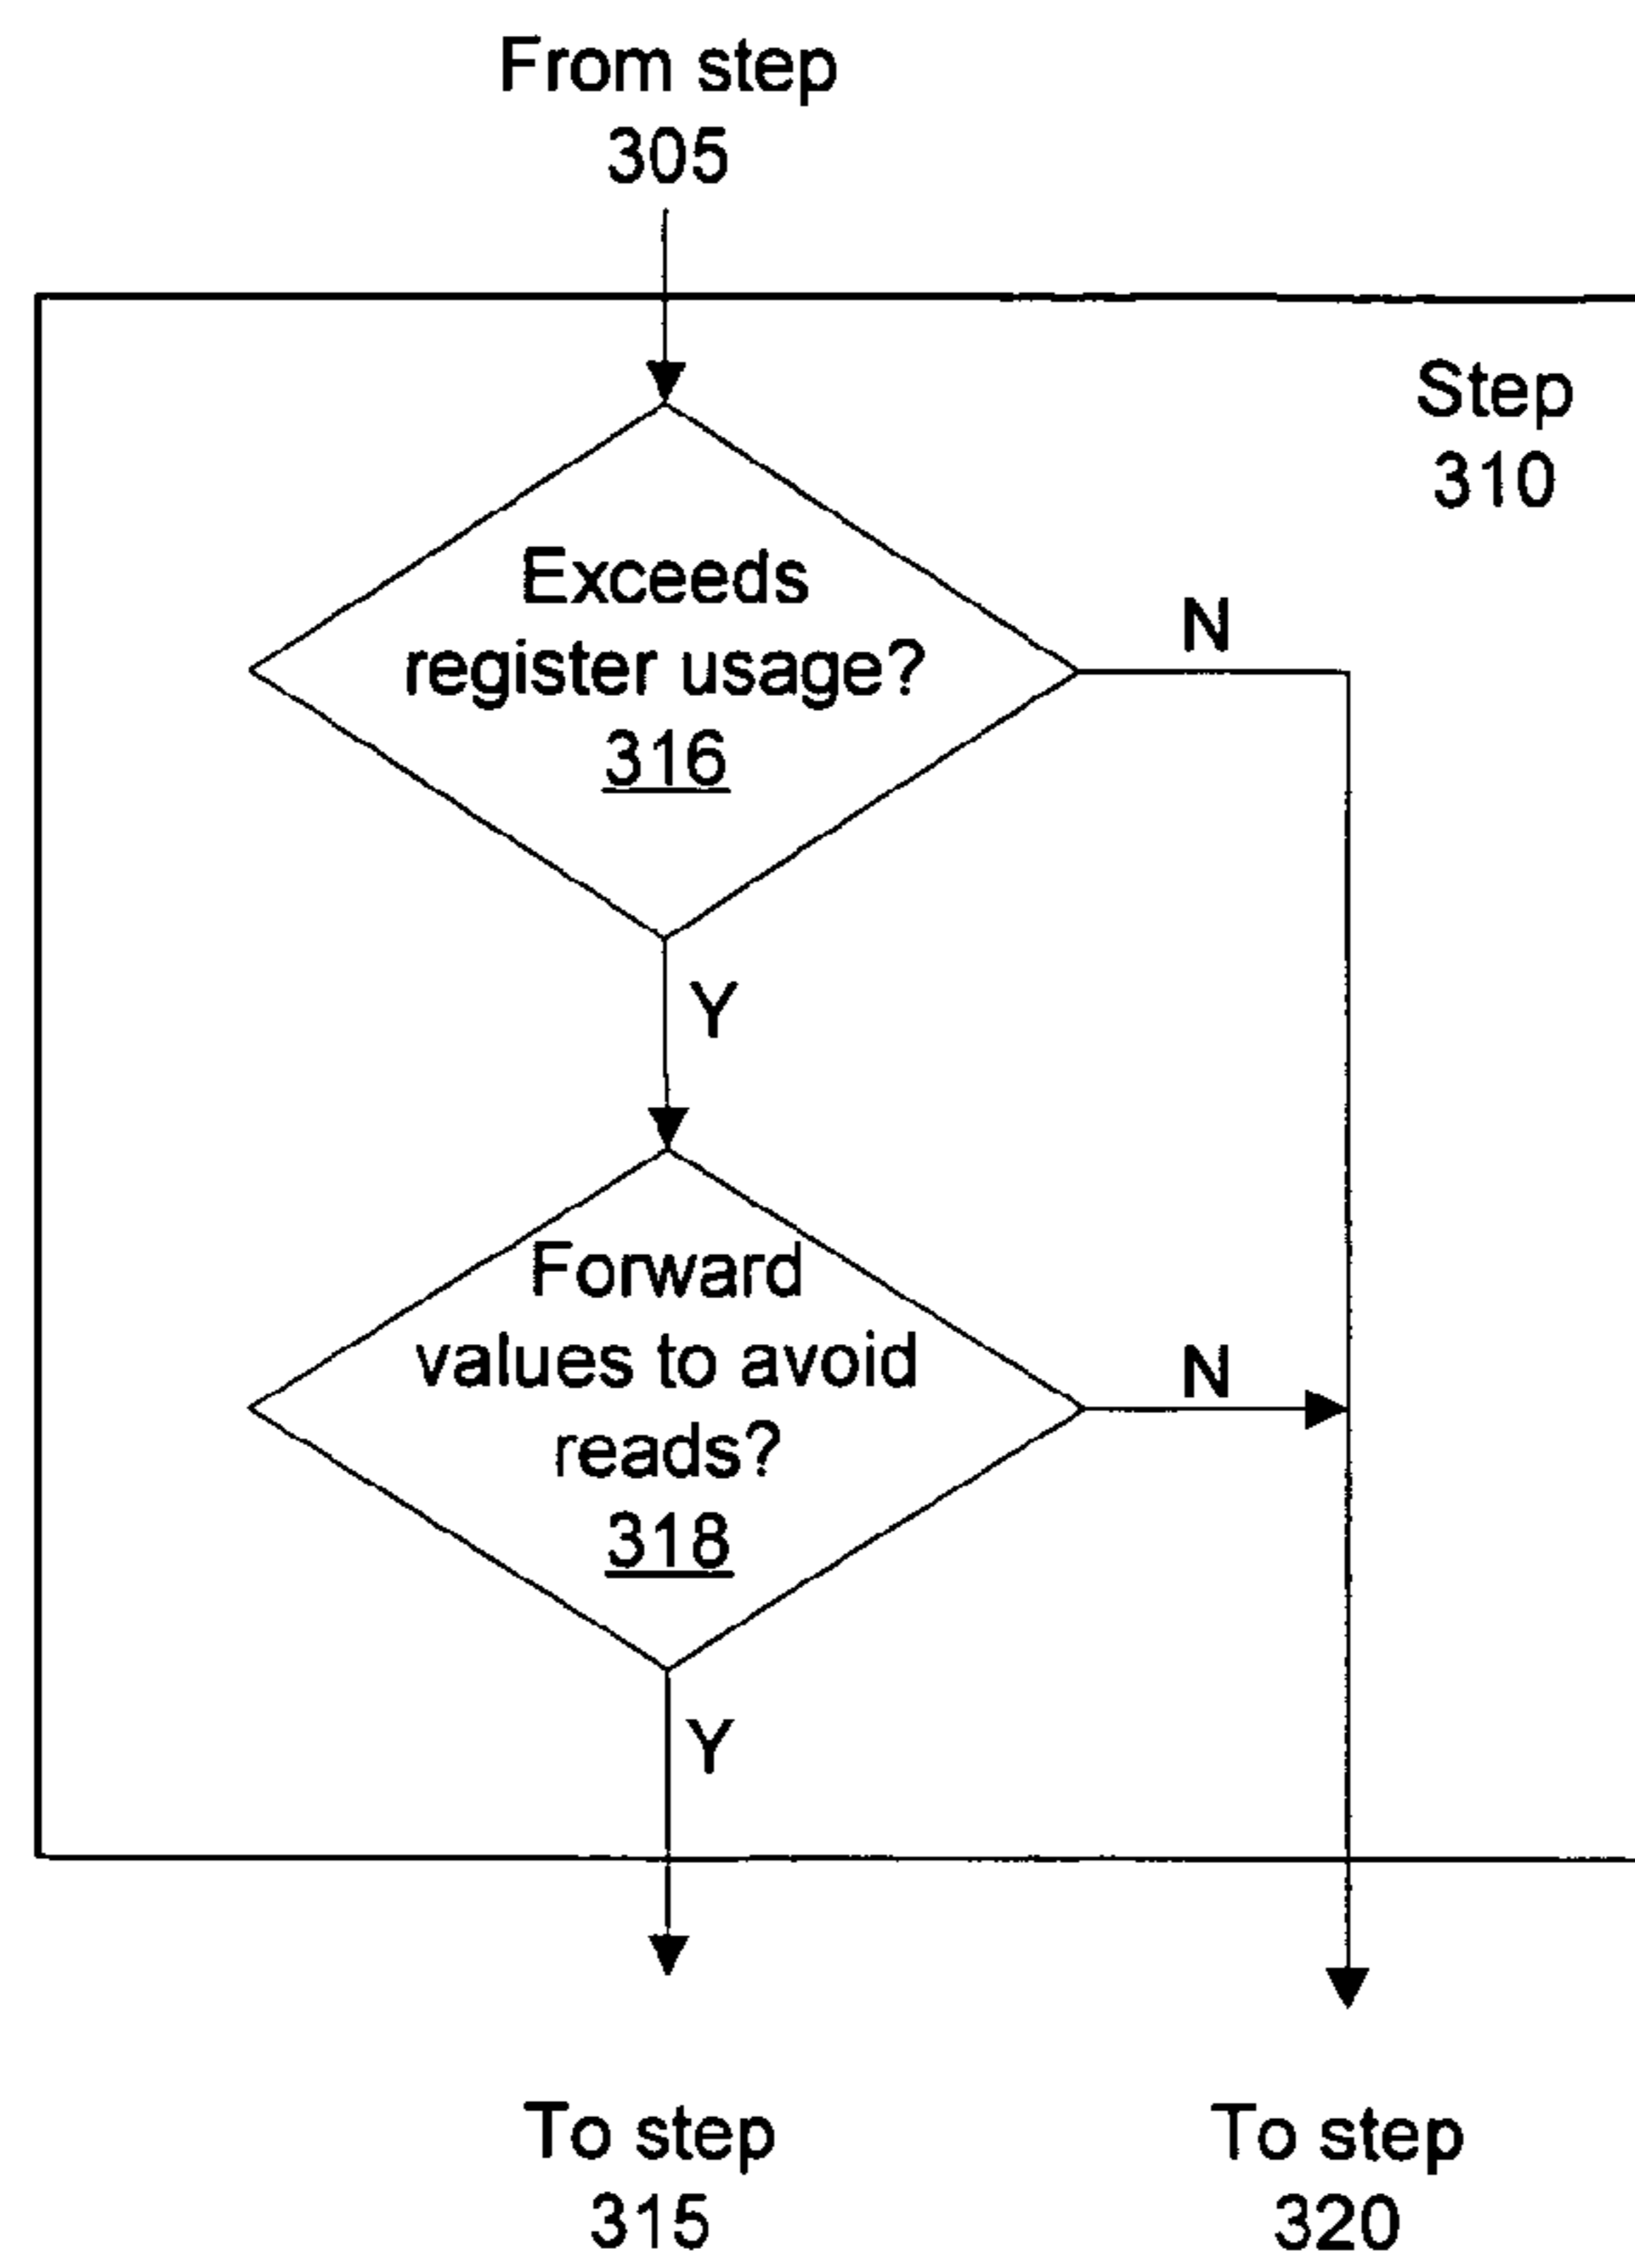 From step
305
Step
310
Exceeds
register usage?
316
N
Y
Forward
values to avoid
reads?
318
N
Y
To step
315
To step
320